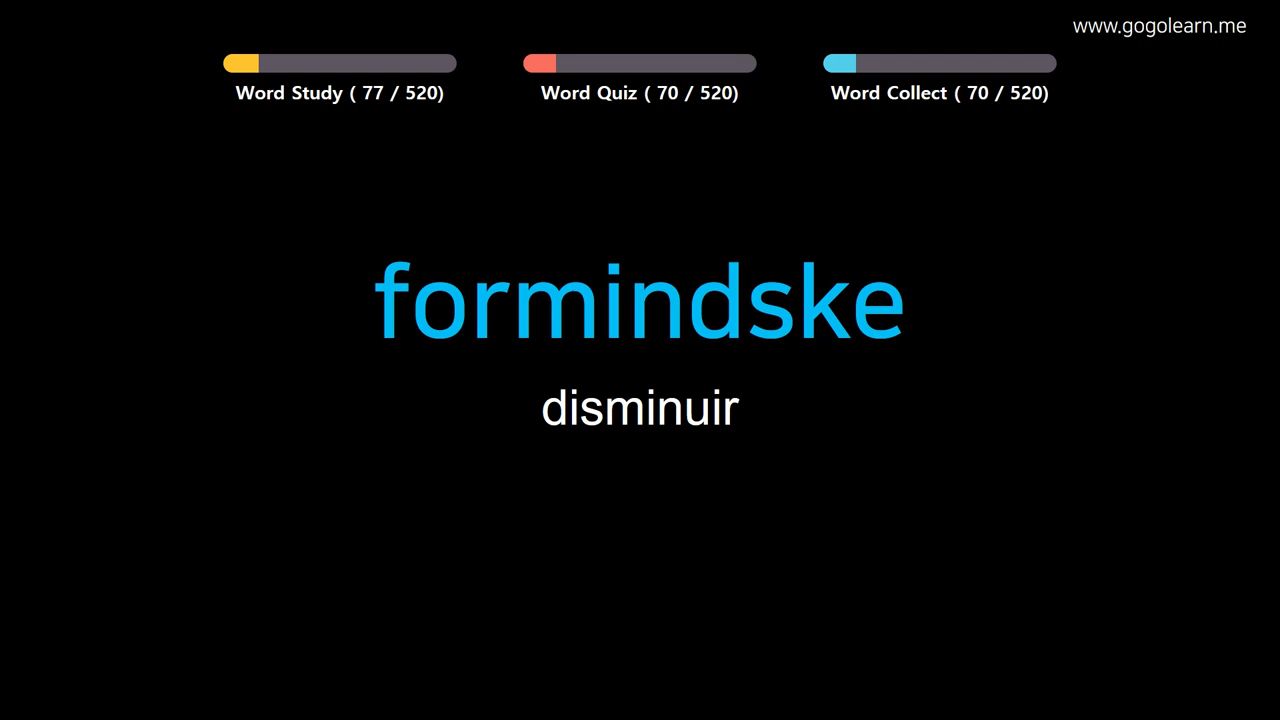 www.gogolearn.me
Word Study ( 77 / 520)
Word Quiz ( 70 / 520)
Word Collect ( 70 / 520)
formindske
disminuir